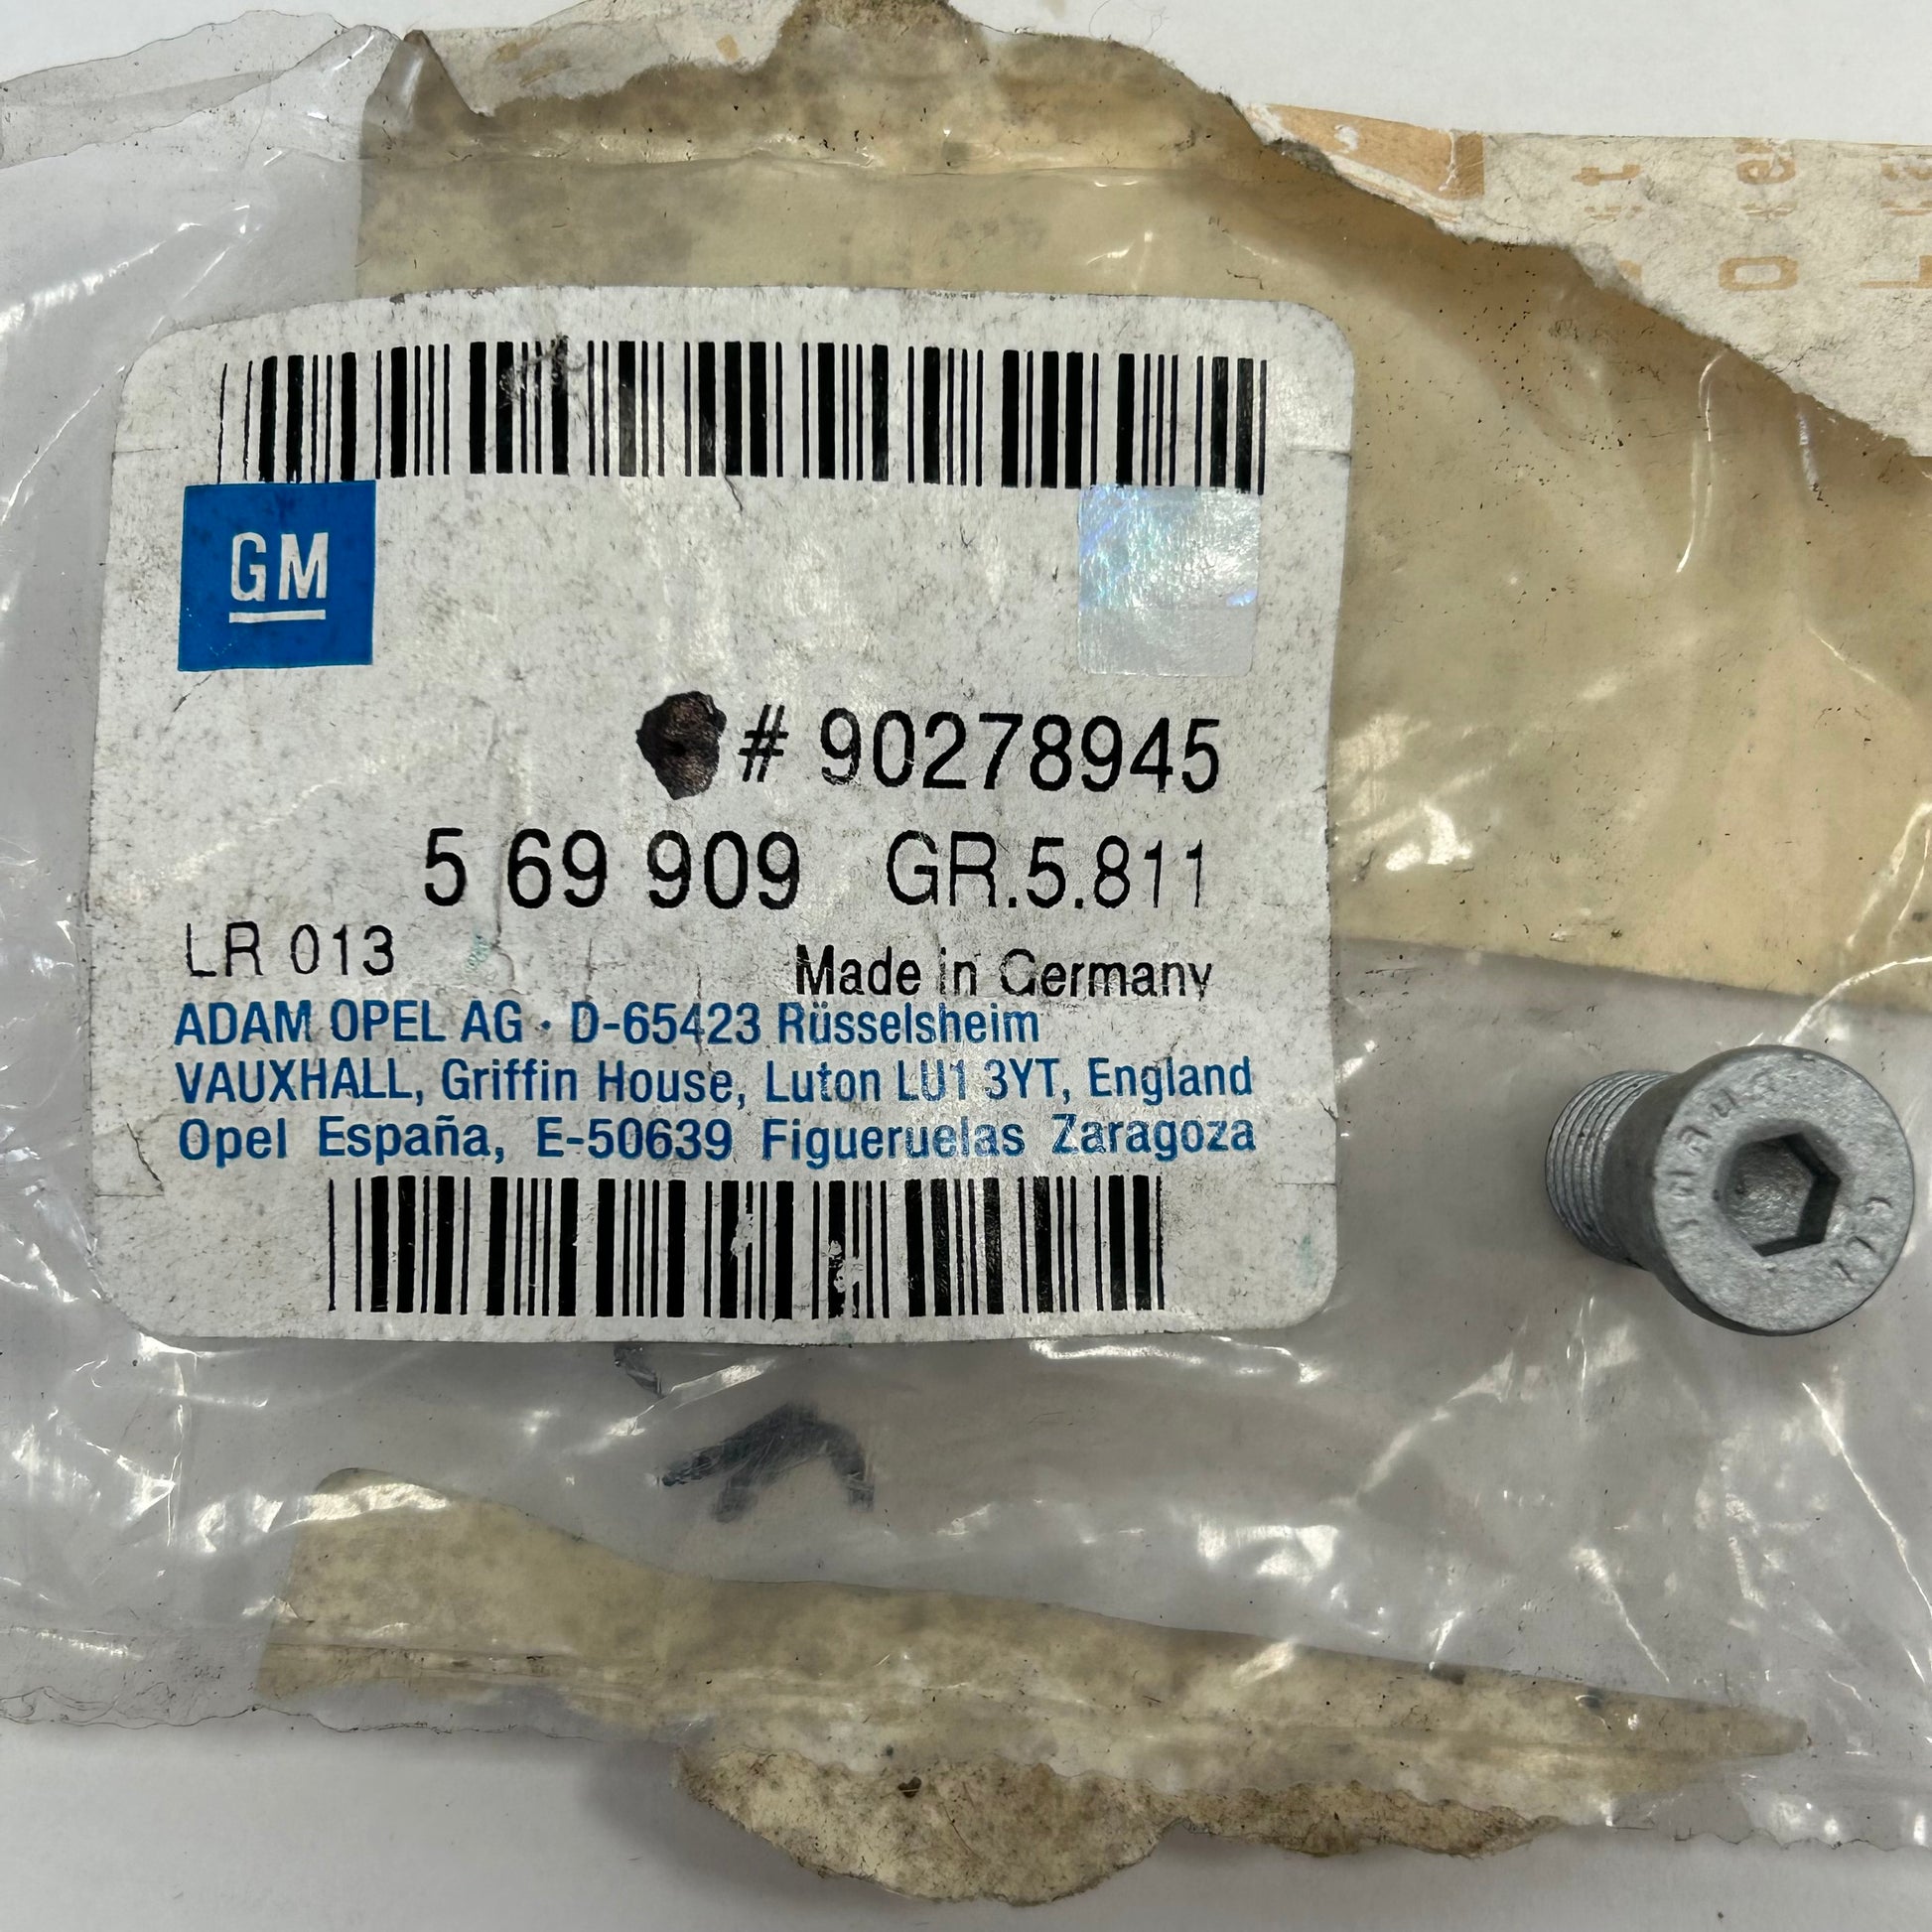 GM
# 90278945
5 69 909 GR.5.811
LR 013
Made in Germany
ADAM OPEL AG · D-65423 Rüsselsheim
VAUXHALL, Griffin House, Luton LU1 3YT, England
Opel España, E-50639 Figueruelas Zaragoza